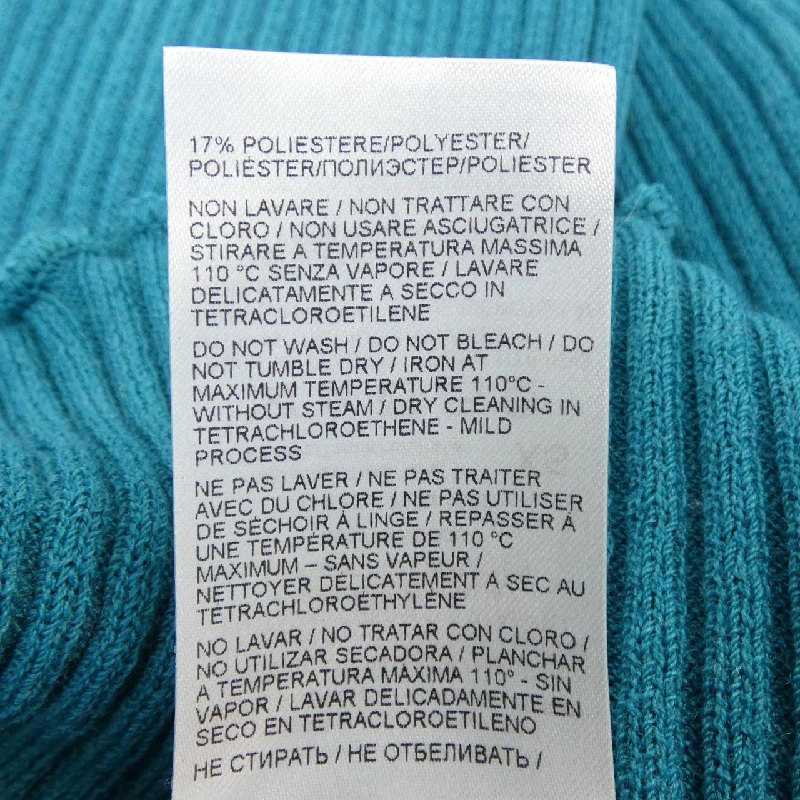 17% POLIESTERE/POLYESTER/
POLIÉSTER/ПОЛИЭСТЕР/POLIESTER
NON LAVARE / NON TRATTARE CON
CLORO / NON USARE ASCIUGATRICE /
STIRARE A TEMPERATURA MASSIMA
110 °C SENZA VAPORE / LAVARE
DELICATAMENTE A SECCO IN
TETRACLOROETILENE
DO NOT WASH / DO NOT BLEACH / DO
NOT TUMBLE DRY / IRON AT
MAXIMUM TEMPERATURE 110°C -
WITHOUT STEAM / DRY CLEANING IN
TETRACHLOROETHENE - MILD
PROCESS
NE PAS LAVER / NE PAS TRAITER
AVEC DU CHLORE / NE PAS UTILISER
DE SÉCHOIR À LINGE / REPASSER À
UNE TEMPÉRATURE DE 110 °C
MAXIMUM – SANS VAPEUR /
NETTOYER DÉLICATEMENT A SEC AU
TETRACHLOROÉTHYLÈNE
NO LAVAR / NO TRATAR CON CLORO /
NO UTILIZAR SECADORA / PLANCHAR
A TEMPERATURA MÁXIMA 110° - SIN
VAPOR / LAVAR DELICADAMENTE EN
SECO EN TETRACLOROETILENO
НЕ СТИРАТЬ / НЕ ОТБЕЛИВАТЬ /